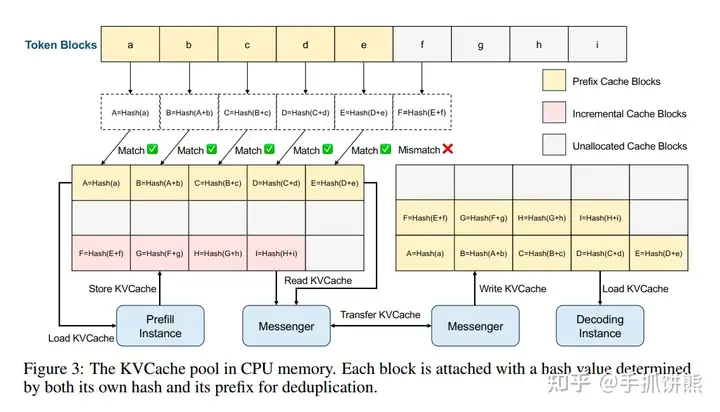 Token Blocks a b c d e f g h i
A=Hash(a) B=Hash(A+b) C=Hash(B+c) D=Hash(C+d) E=Hash(D+e) F=Hash(E+f)
Prefix Cache Blocks
Incremental Cache Blocks
Unallocated Cache Blocks
Match ✅ Match ✅ Match ✅ Match ✅ Match ✅ Mismatch ❌
A=Hash(a) B=Hash(A+b) C=Hash(B+c) D=Hash(C+d) E=Hash(D+e)
F=Hash(E+f) G=Hash(F+g) H=Hash(G+h) I=Hash(H+i)
F=Hash(E+f) G=Hash(F+g) H=Hash(G+h) I=Hash(H+i)
A=Hash(a) B=Hash(A+b) C=Hash(B+c) D=Hash(C+d) E=Hash(D+e)
Store KVCache
Read KVCache
Write KVCache
Load KVCache
Load KVCache
Prefill
Instance
Messenger
Transfer KVCache
Messenger
Decoding
Instance
Figure 3: The KVCache pool in CPU memory. Each block is attached with a hash value determined
by both its own hash and its prefix for deduplication.
知乎 @手抓饼熊